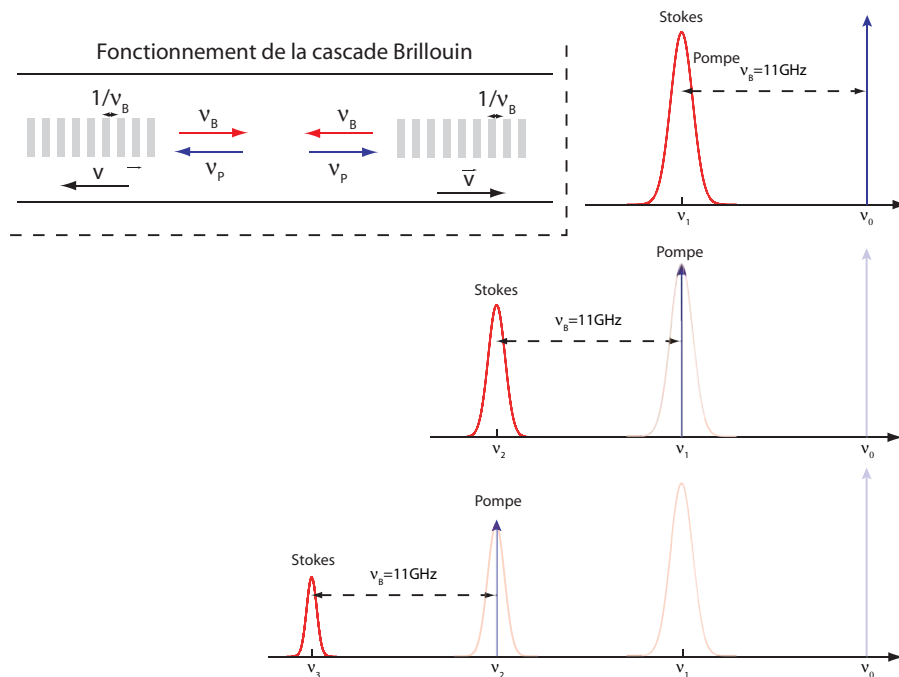 Fonctionnement de la cascade Brillouin
1/νB
1/νB
νB
νB
νP
νP
v
v
Stokes
Pompe
νB=11GHz
ν1
ν0
Pompe
Stokes
νB=11GHz
ν2
ν1
ν0
Pompe
Stokes
νB=11GHz
ν3
ν2
ν1
ν0